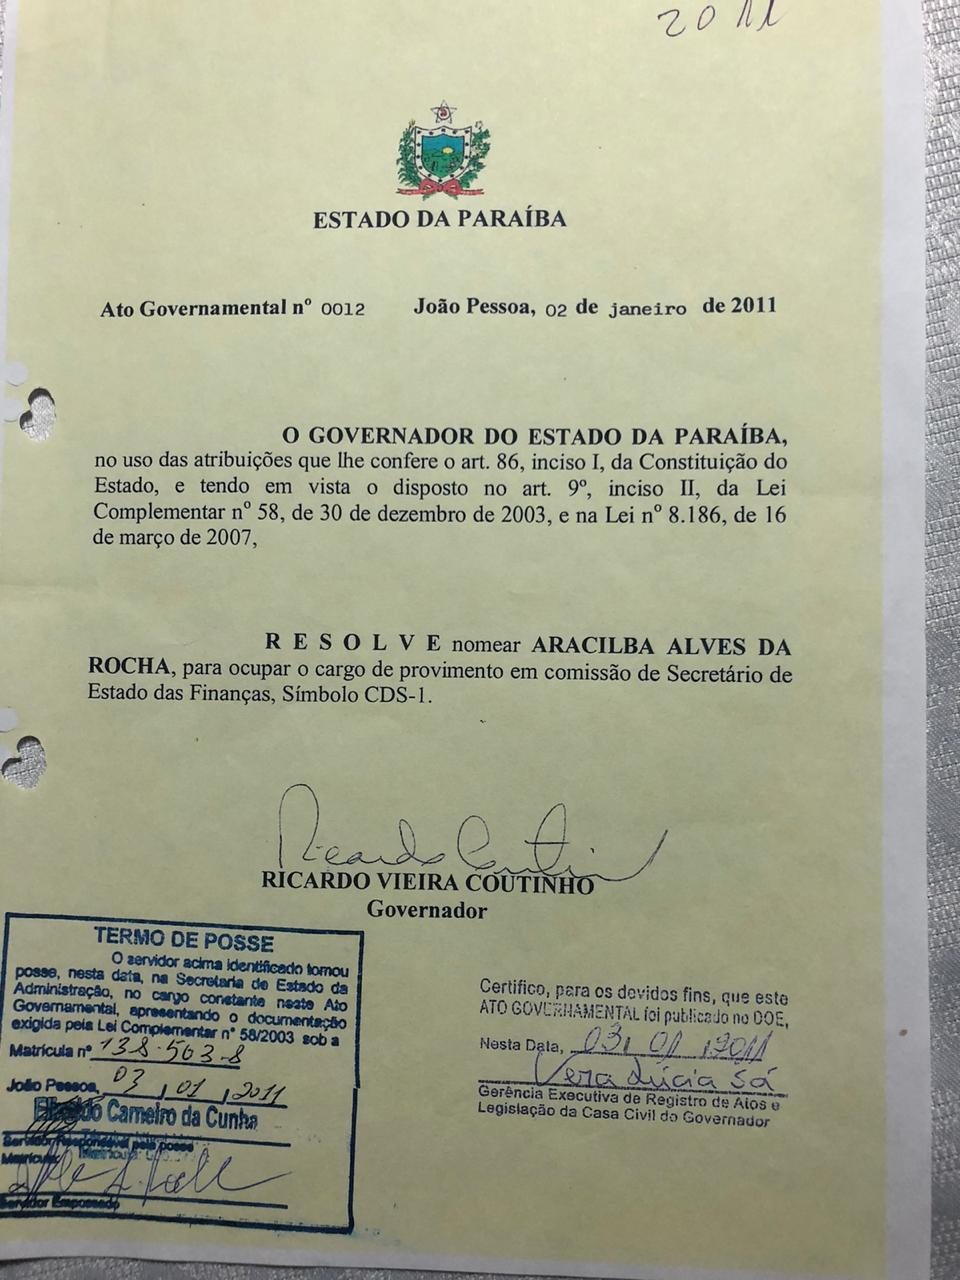 2011
ESTADO DA PARAÍBA
Ato Governamental nº 0012 João Pessoa, 02 de janeiro de 2011
O GOVERNADOR DO ESTADO DA PARAÍBA,
no uso das atribuições que lhe confere o art. 86, inciso I, da Constituição do
Estado, e tendo em vista o disposto no art. 9º, inciso II, da Lei
Complementar nº 58, de 30 de dezembro de 2003, e na Lei nº 8.186, de 16
de março de 2007,
R E S O L V E nomear ARACILBA ALVES DA
ROCHA, para ocupar o cargo de provimento em comissão de Secretário de
Estado das Finanças, Símbolo CDS-1.
Ricardo Coutinho
RICARDO VIEIRA COUTINHO
Governador
TERMO DE POSSE
O servidor acima identificado tomou
posse, nesta data, na Secretaria de Estado da
Administração, no cargo constante neste Ato
Governamental, apresentando o documentação
exigida pela Lei Complementar nº 58/2003 sob a
Matrícula nº 138.563-8
João Pessoa, 03, 01, 2011
Carneiro da Cunha
Servidor Responsável pela posse
Matrícula:
Servidor Empossado
Certifico, para os devidos fins, que este
ATO GOVERNAMENTAL foi publicado no DOE,
Nesta Data, 03, 01, 2011
Vera Lúcia Sá
Gerência Executiva de Registro de Atos e
Legislação da Casa Civil do Governador